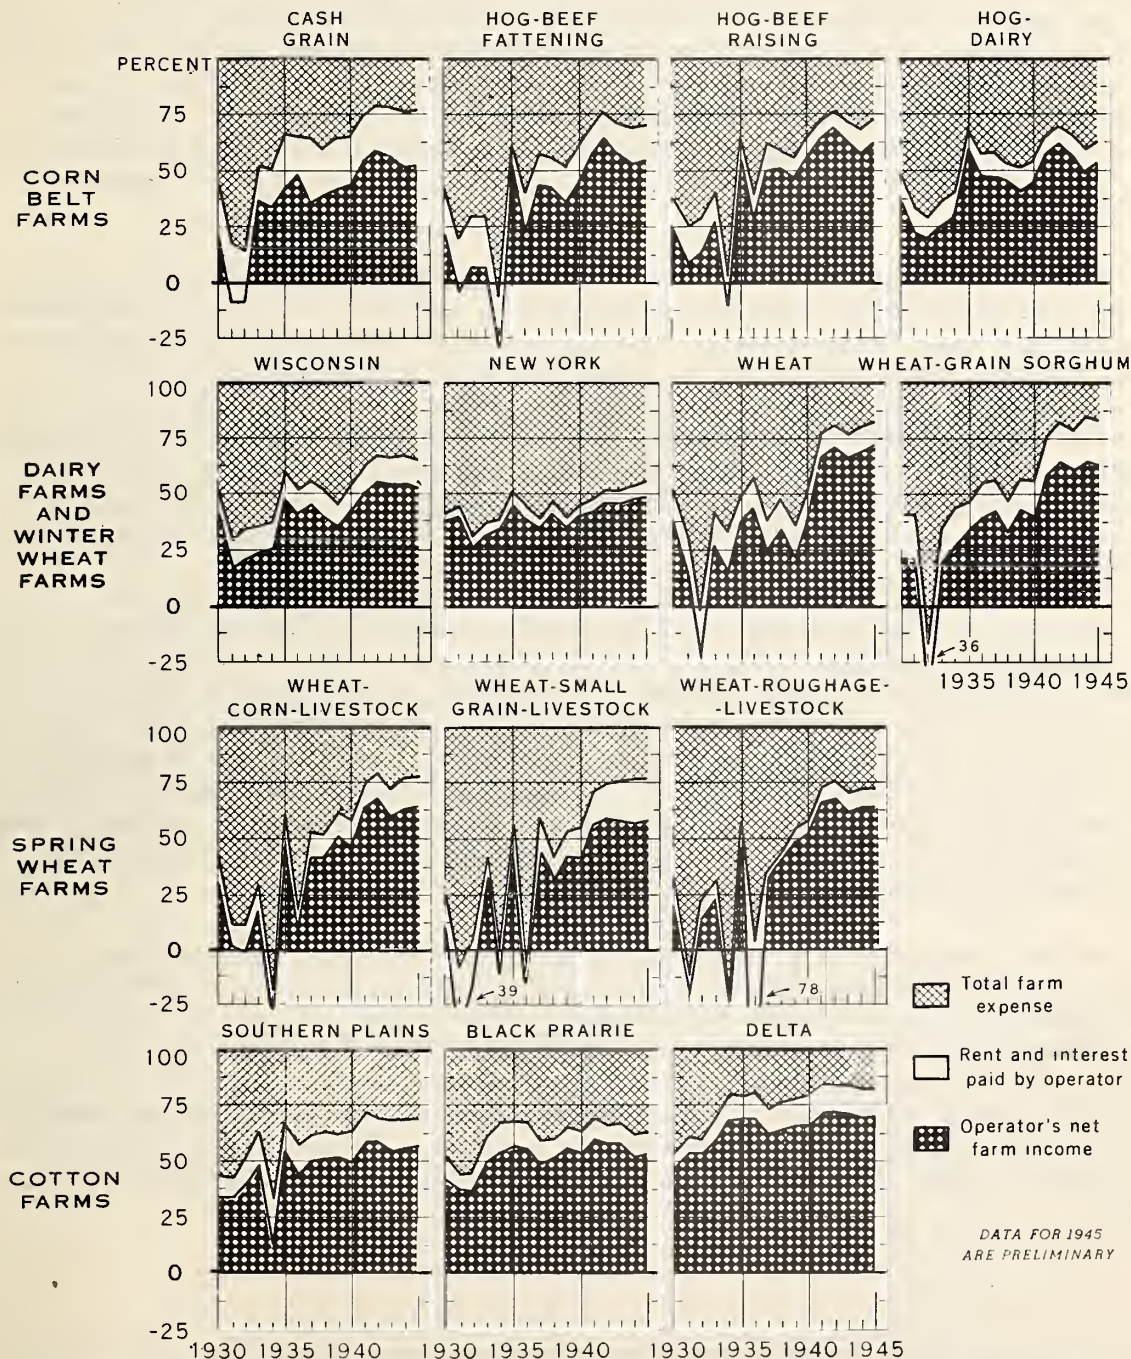 CASH GRAIN
HOG-BEEF FATTENING
HOG-BEEF RAISING
HOG-DAIRY
PERCENT
75
50
25
0
-25
CORN
BELT
FARMS
WISCONSIN
NEW YORK
WHEAT
WHEAT-GRAIN SORGHUM
100
75
50
25
0
-25
DAIRY
FARMS
AND
WINTER
WHEAT
FARMS
36
1935 1940 1945
WHEAT-CORN-LIVESTOCK
WHEAT-SMALL GRAIN-LIVESTOCK
WHEAT-ROUGHAGE--LIVESTOCK
100
75
50
25
0
-25
SPRING
WHEAT
FARMS
39
78
Total farm
expense
Rent and interest
paid by operator
Operator's net
farm income
SOUTHERN PLAINS
BLACK PRAIRIE
DELTA
100
75
50
25
0
-25
COTTON
FARMS
DATA FOR 1945
ARE PRELIMINARY
1930 1935 1940
1930 1935 1940
1930 1935 1940 1945